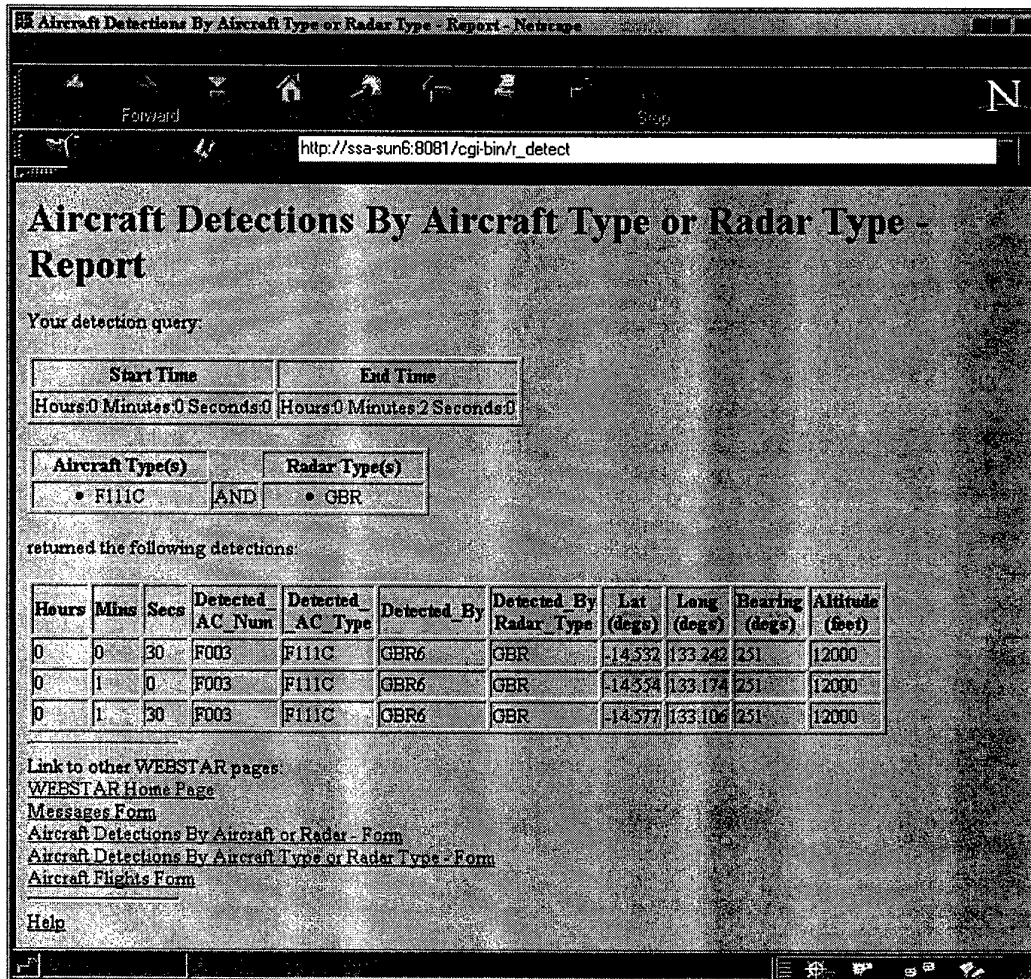 Aircraft Detections By Aircraft Type or Radar Type - Report - Netscape
Forward
Stop
N
http://ssa-sun6:8081/cgi-bin/r_detect
Aircraft Detections By Aircraft Type or Radar Type -
Report
Your detection query:
Start Time End Time
Hours:0 Minutes:0 Seconds:0 Hours:0 Minutes:2 Seconds:0
Aircraft Type(s) Radar Type(s)
• F111C AND • GBR
returned the following detections:
Hours Mins Secs Detected_ Detected_ Detected_By Detected_By Lat Long Bearing Altitude
AC_Num _AC_Type Radar_Type (degs) (degs) (degs) (feet)
0 0 30 F003 F111C GBR6 GBR -14.532 133.242 251 12000
0 1 0 F003 F111C GBR6 GBR -14.554 133.174 251 12000
0 1 30 F003 F111C GBR6 GBR -14.577 133.106 251 12000
Link to other WEBSTAR pages:
WEBSTAR Home Page
Messages Form
Aircraft Detections By Aircraft or Radar - Form
Aircraft Detections By Aircraft Type or Radar Type - Form
Aircraft Flights Form
Help